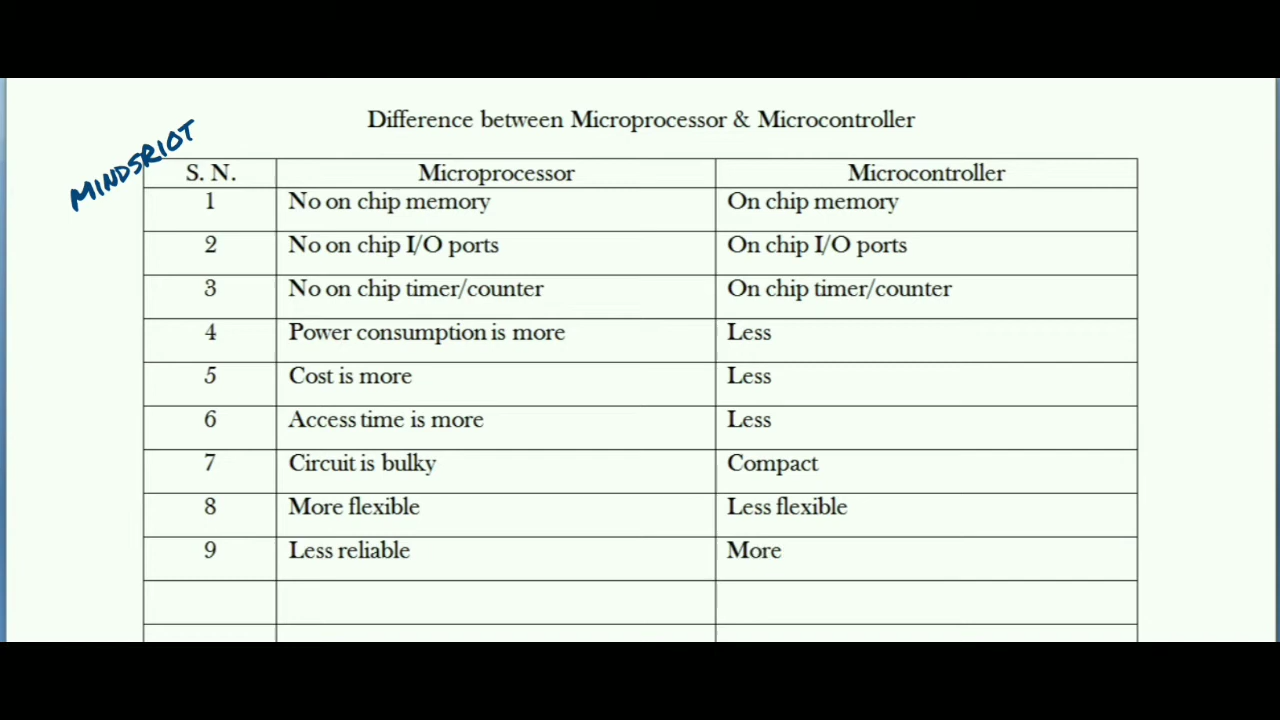 Difference between Microprocessor & Microcontroller
MINDSRIOT
S. N. Microprocessor Microcontroller
1 No on chip memory On chip memory
2 No on chip I/O ports On chip I/O ports
3 No on chip timer/counter On chip timer/counter
4 Power consumption is more Less
5 Cost is more Less
6 Access time is more Less
7 Circuit is bulky Compact
8 More flexible Less flexible
9 Less reliable More